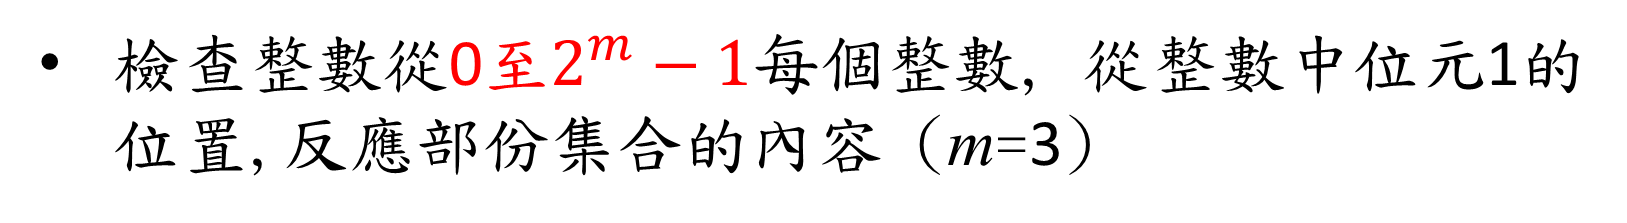 • 檢查整數從0至2^m − 1每個整數, 從整數中位元1的
位置, 反應部份集合的內容（m=3）